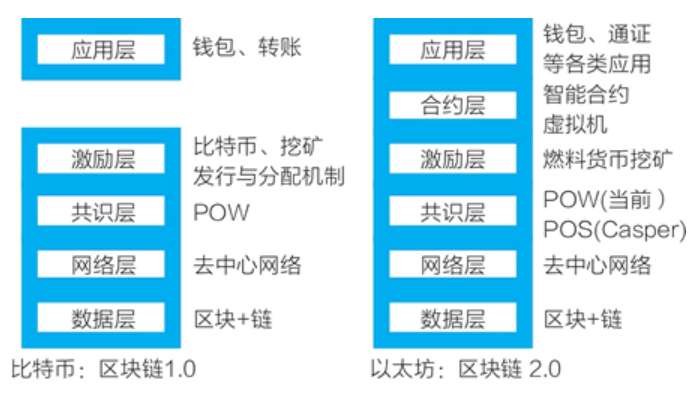 应用层 钱包、转账
激励层 比特币、挖矿
发行与分配机制
共识层 POW
网络层 去中心网络
数据层 区块+链
比特币：区块链1.0
应用层 钱包、通证
等各类应用
合约层 智能合约
虚拟机
激励层 燃料货币挖矿
共识层 POW(当前）
POS(Casper)
网络层 去中心网络
数据层 区块+链
以太坊：区块链 2.0